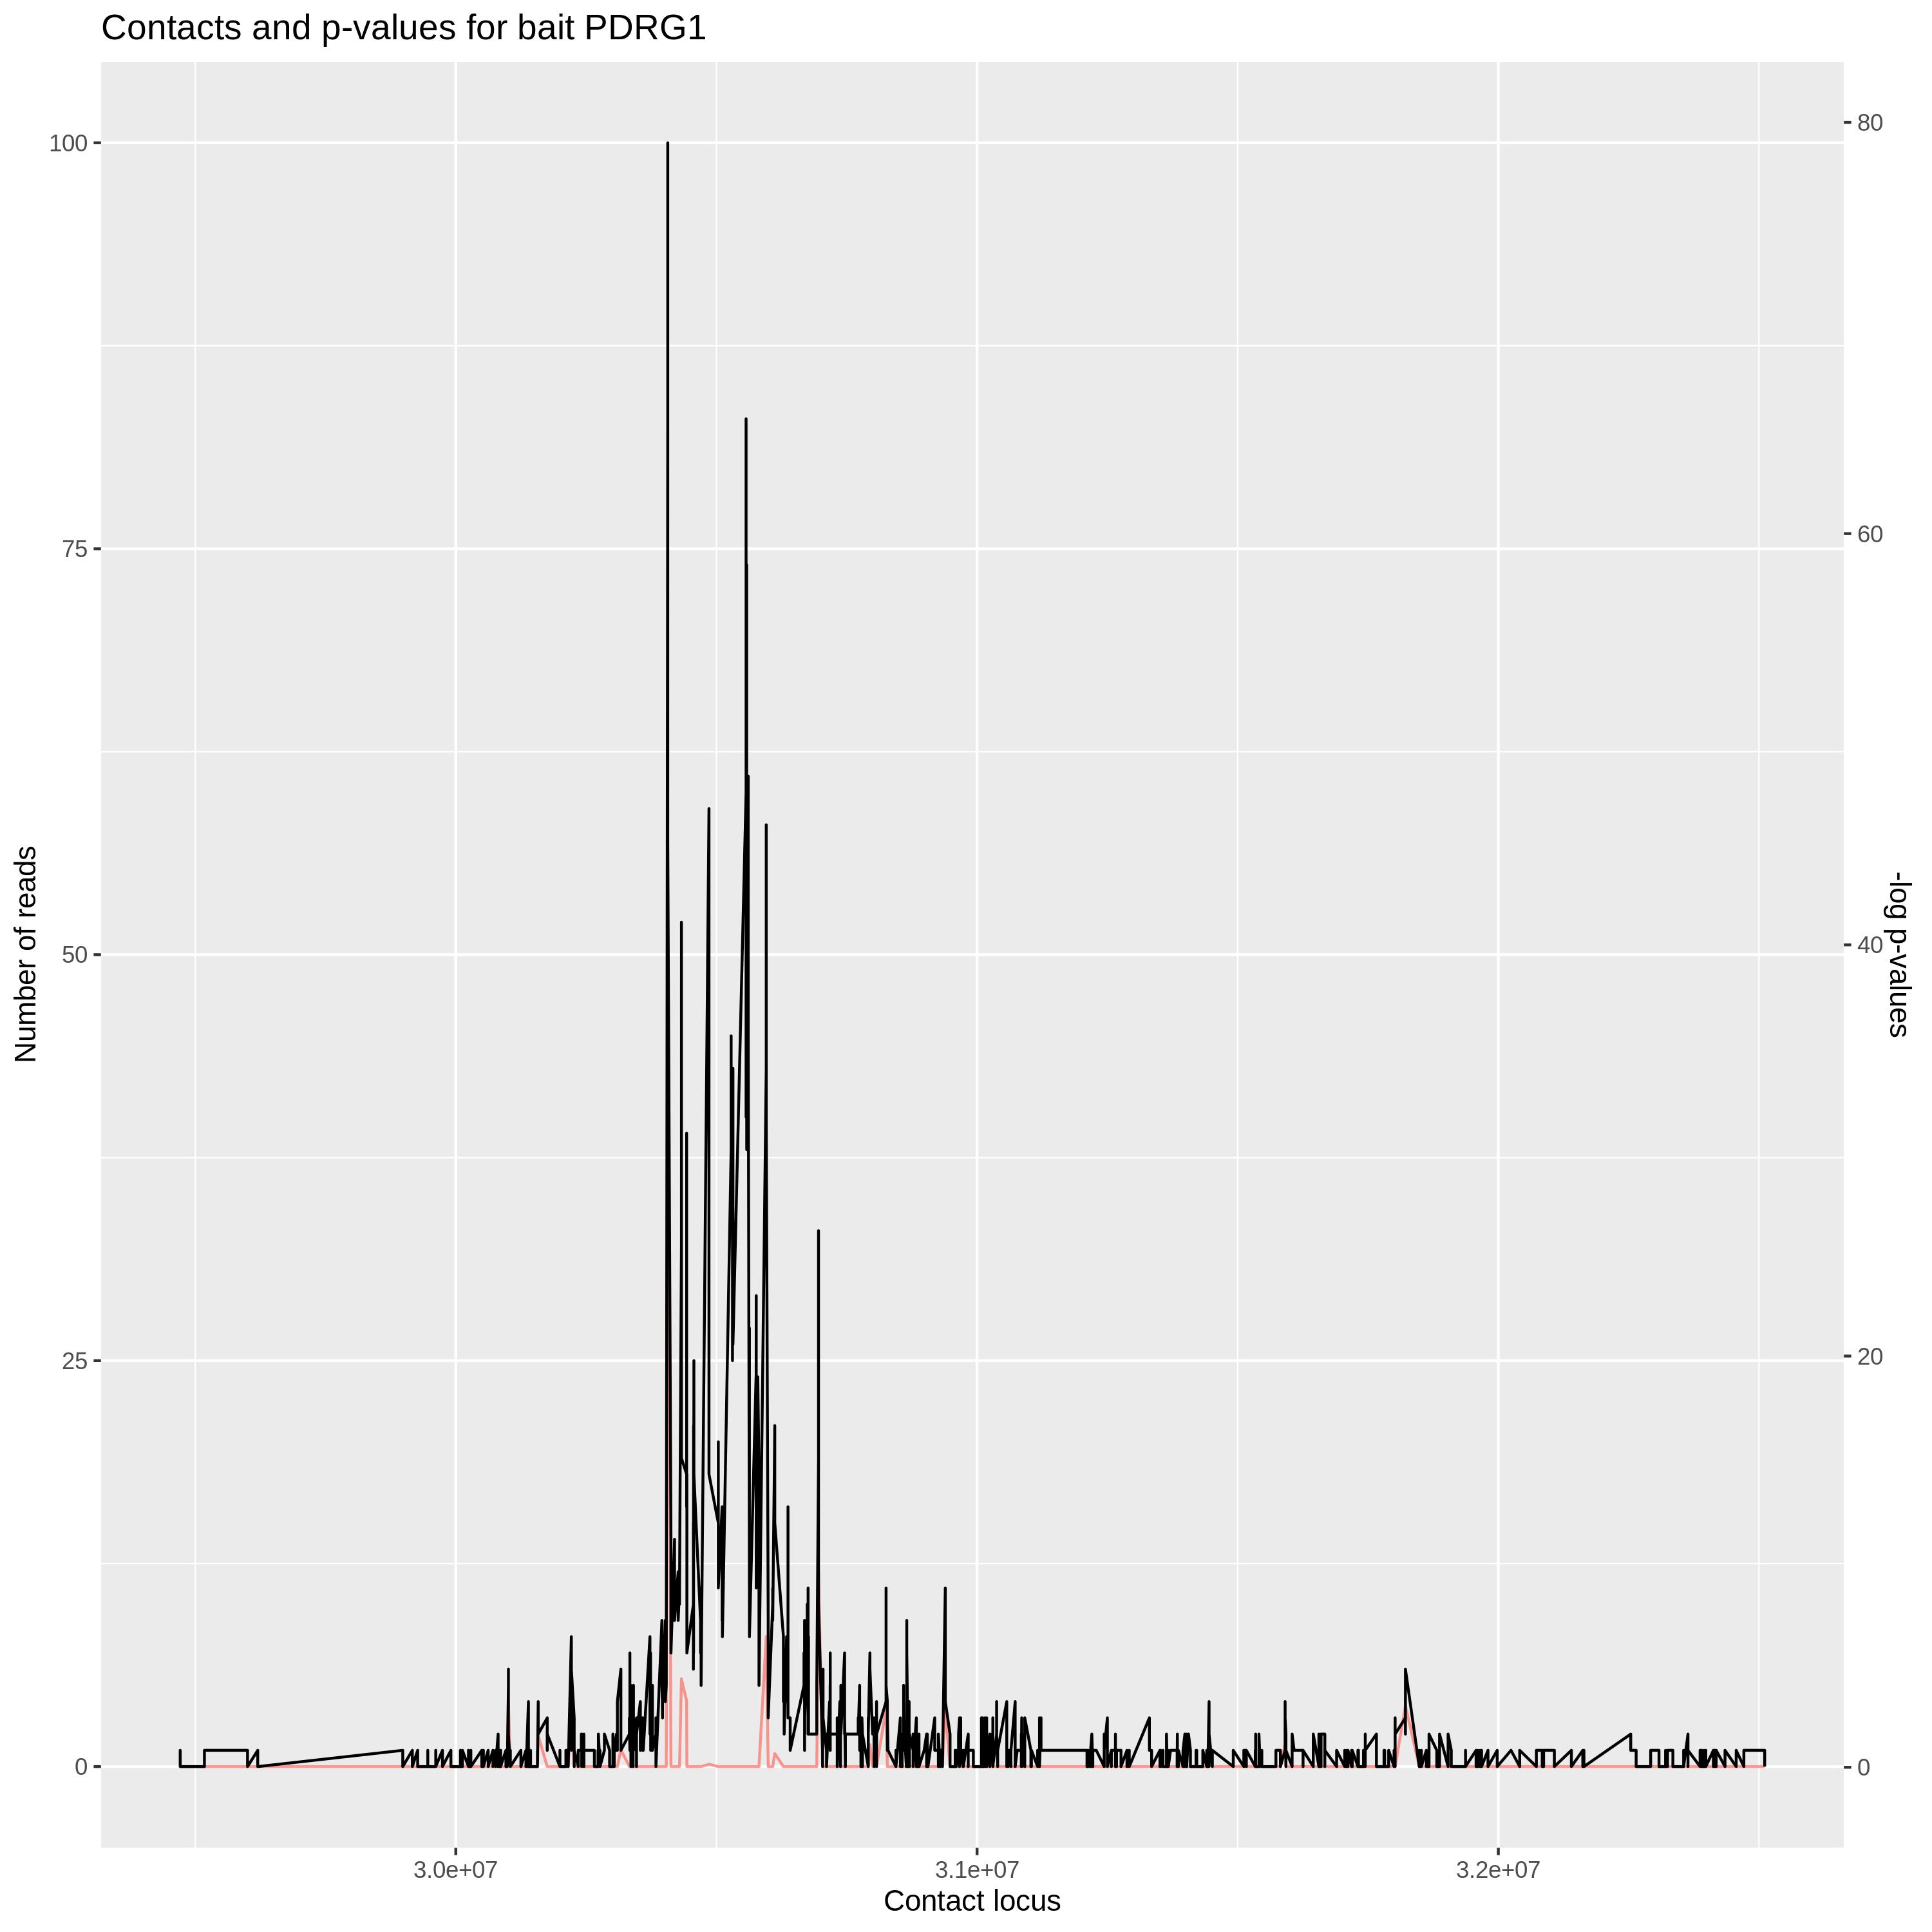 Contacts and p-values for bait PDRG1
100
75
50
25
0
80
60
40
20
0
Number of reads
-log p-values
3.0e+07
3.1e+07
3.2e+07
Contact locus